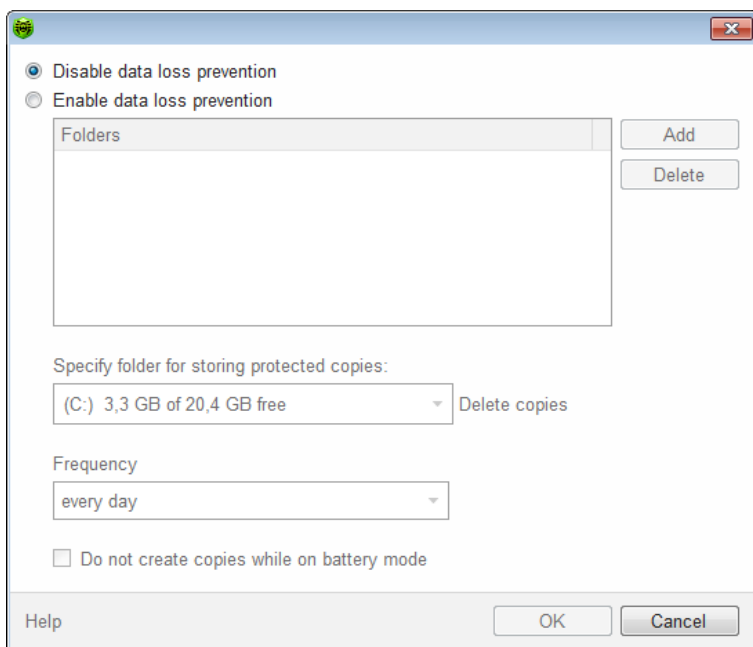 Disable data loss prevention
Enable data loss prevention
Folders
Add
Delete
Specify folder for storing protected copies:
(C:) 3,3 GB of 20,4 GB free
Delete copies
Frequency
every day
Do not create copies while on battery mode
Help
OK
Cancel